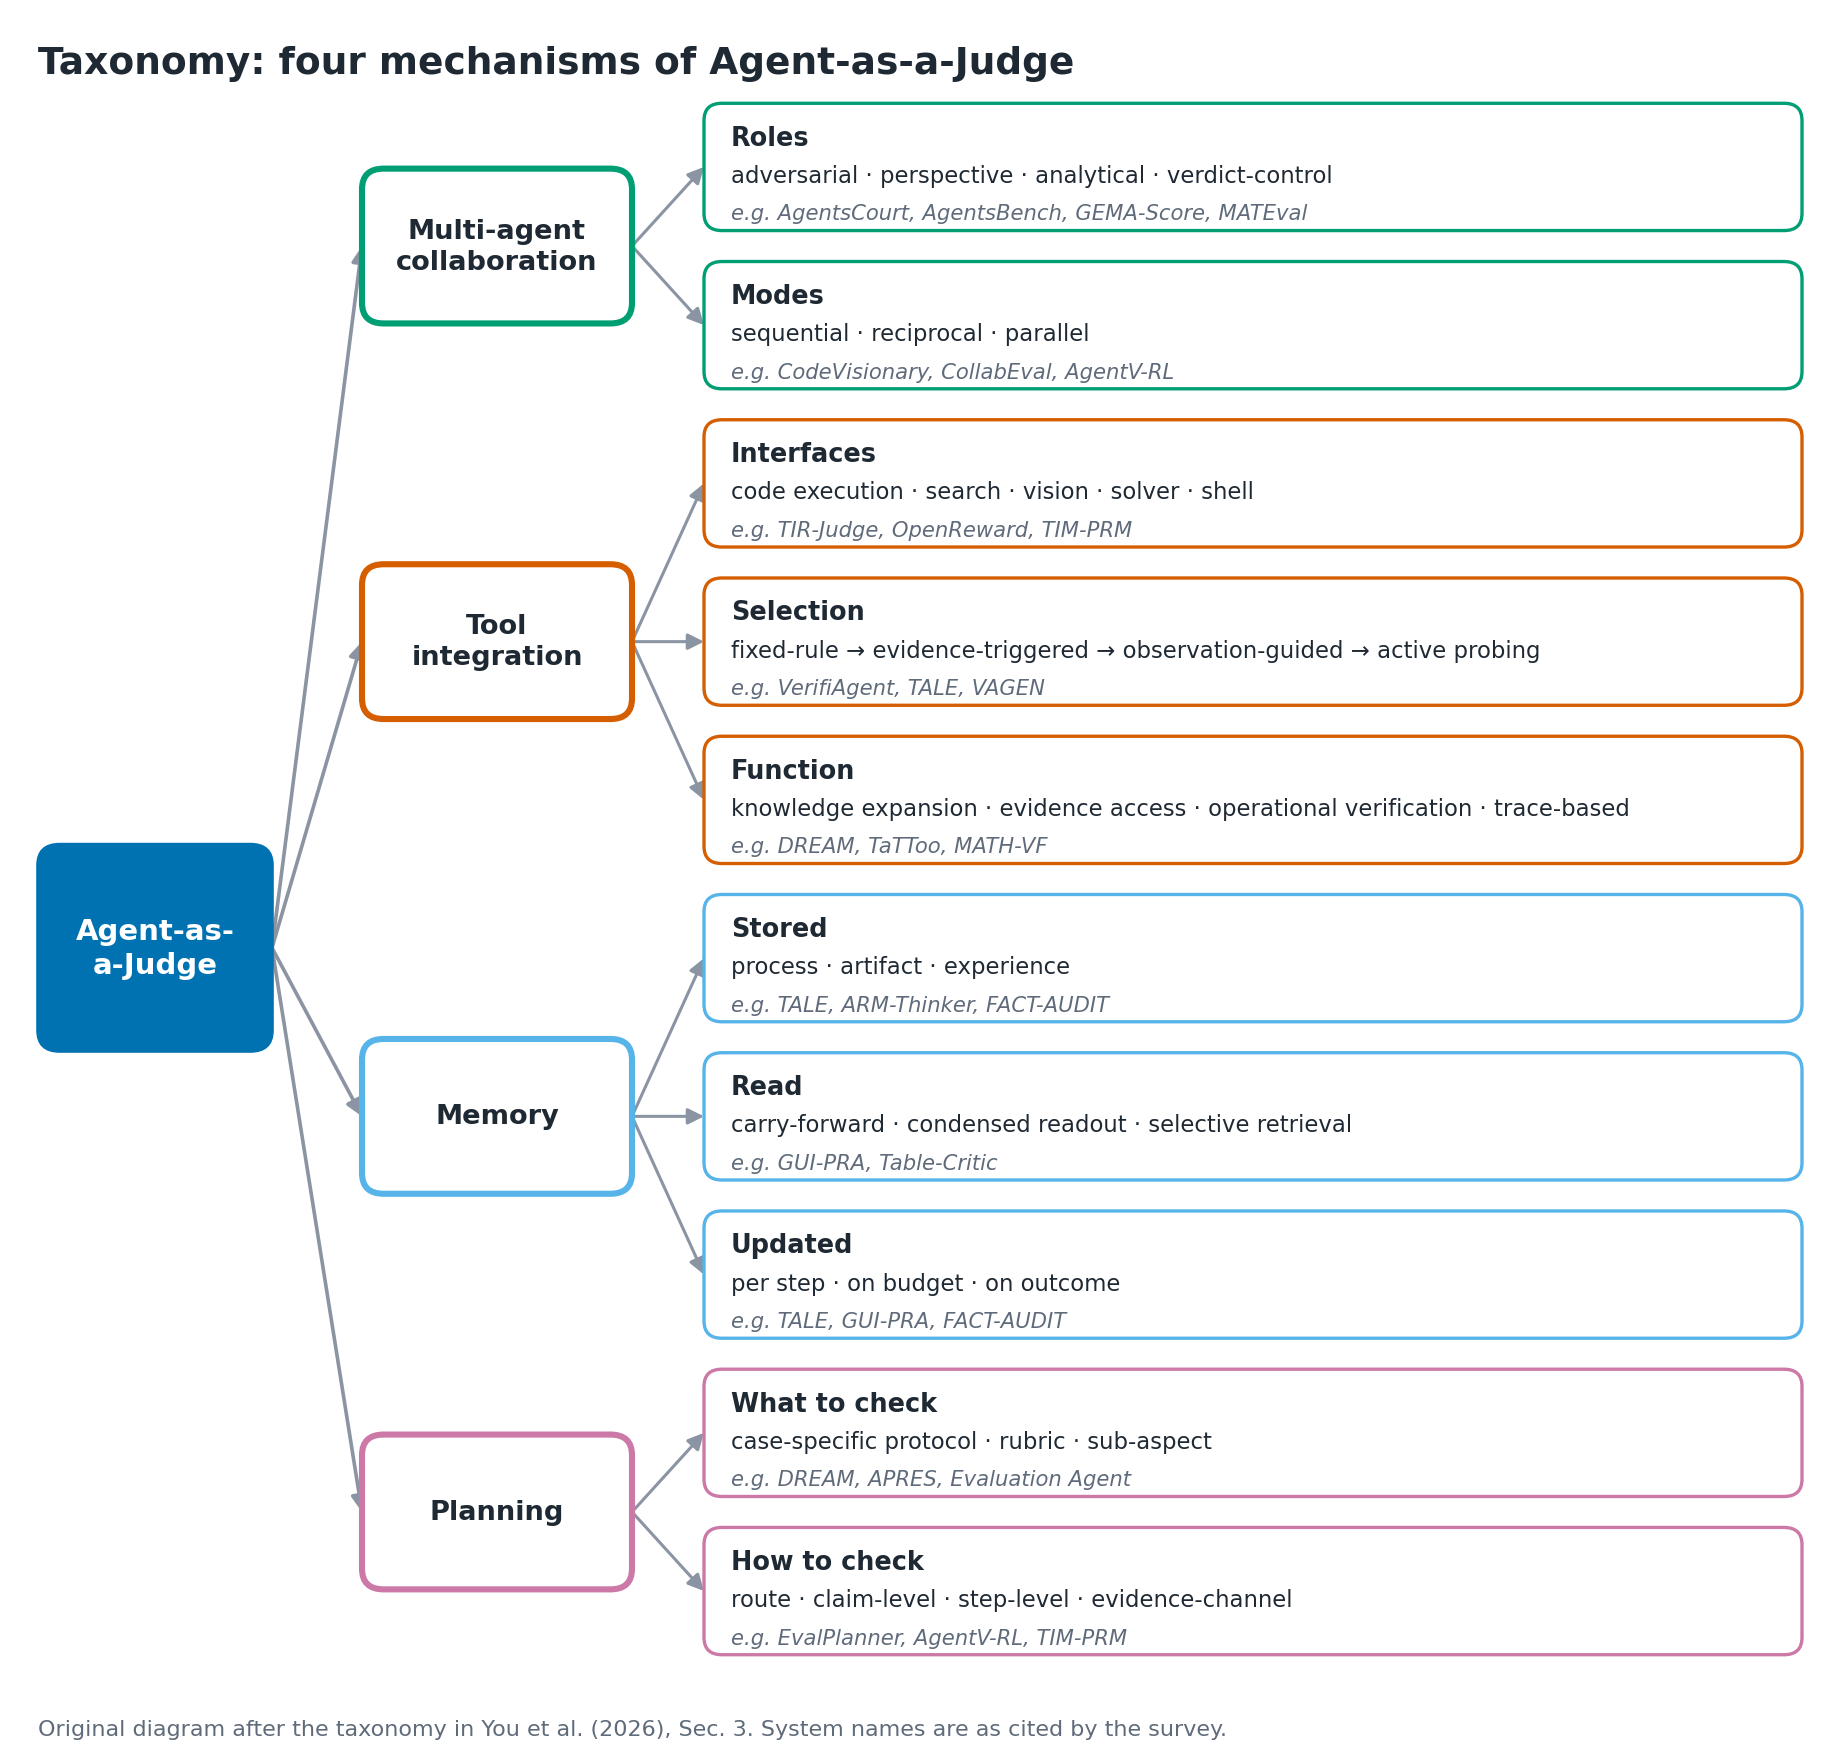 Taxonomy: four mechanisms of Agent-as-a-Judge
Agent-as-
a-Judge
Multi-agent
collaboration
Roles
adversarial · perspective · analytical · verdict-control
e.g. AgentsCourt, AgentsBench, GEMA-Score, MATEval
Modes
sequential · reciprocal · parallel
e.g. CodeVisionary, CollabEval, AgentV-RL
Tool
integration
Interfaces
code execution · search · vision · solver · shell
e.g. TIR-Judge, OpenReward, TIM-PRM
Selection
fixed-rule → evidence-triggered → observation-guided → active probing
e.g. VerifiAgent, TALE, VAGEN
Function
knowledge expansion · evidence access · operational verification · trace-based
e.g. DREAM, TaTToo, MATH-VF
Memory
Stored
process · artifact · experience
e.g. TALE, ARM-Thinker, FACT-AUDIT
Read
carry-forward · condensed readout · selective retrieval
e.g. GUI-PRA, Table-Critic
Updated
per step · on budget · on outcome
e.g. TALE, GUI-PRA, FACT-AUDIT
Planning
What to check
case-specific protocol · rubric · sub-aspect
e.g. DREAM, APRES, Evaluation Agent
How to check
route · claim-level · step-level · evidence-channel
e.g. EvalPlanner, AgentV-RL, TIM-PRM
Original diagram after the taxonomy in You et al. (2026), Sec. 3. System names are as cited by the survey.